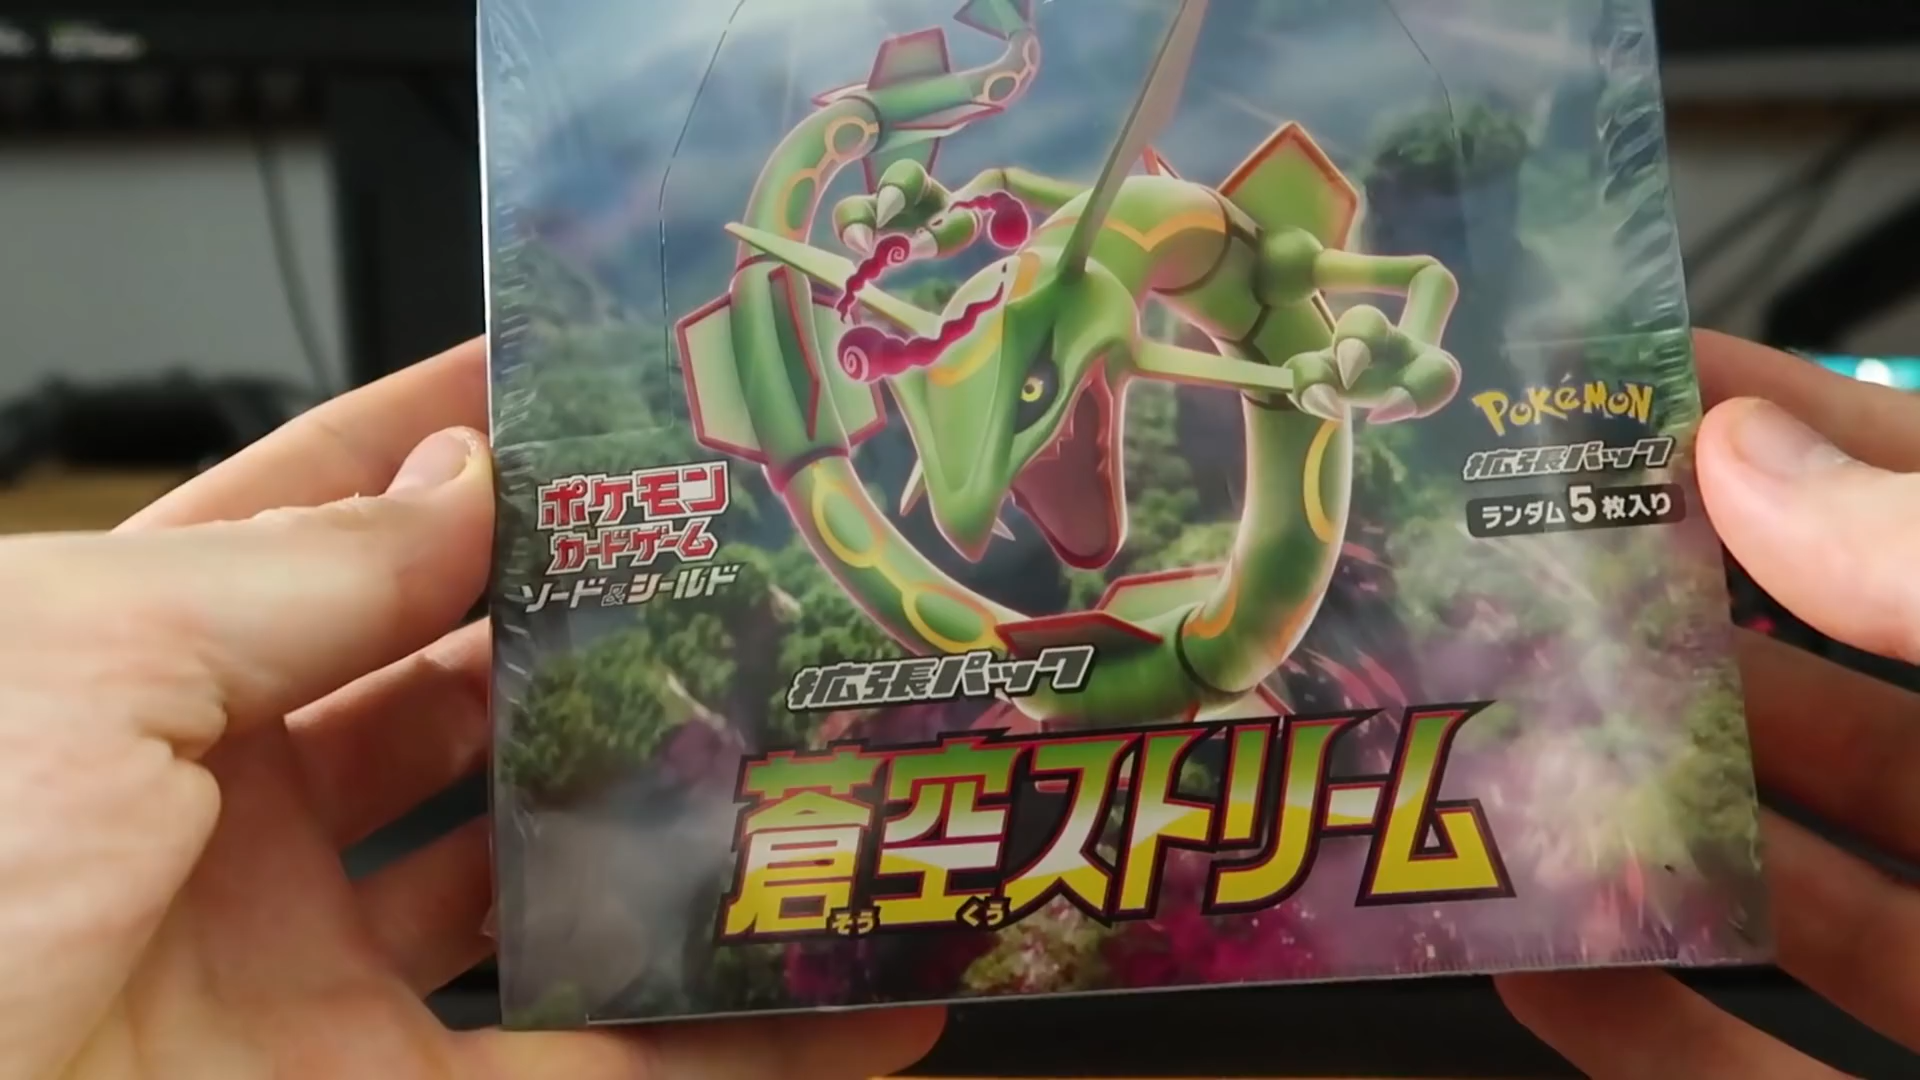 ポケモン
カードゲーム
ソード&シールド
Pokémon
拡張パック
ランダム5枚入り
拡張パック
蒼空ストリーム
そう くう